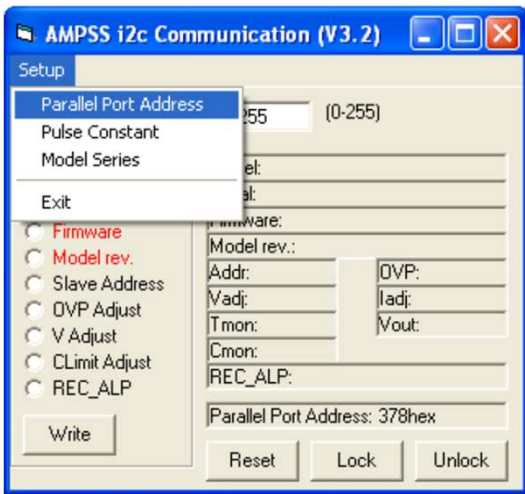 AMPSS i2c Communication (V3.2)
Setup
Parallel Port Address
Pulse Constant
Model Series
Exit
255 (0-255)
Firmware:
Model rev.:
Addr: OVP:
Vadj: Iadj:
Tmon: Vout:
Cmon:
REC_ALP:
Parallel Port Address: 378hex
Firmware
Model rev.
Slave Address
OVP Adjust
V Adjust
CLimit Adjust
REC_ALP
Write
Reset Lock Unlock